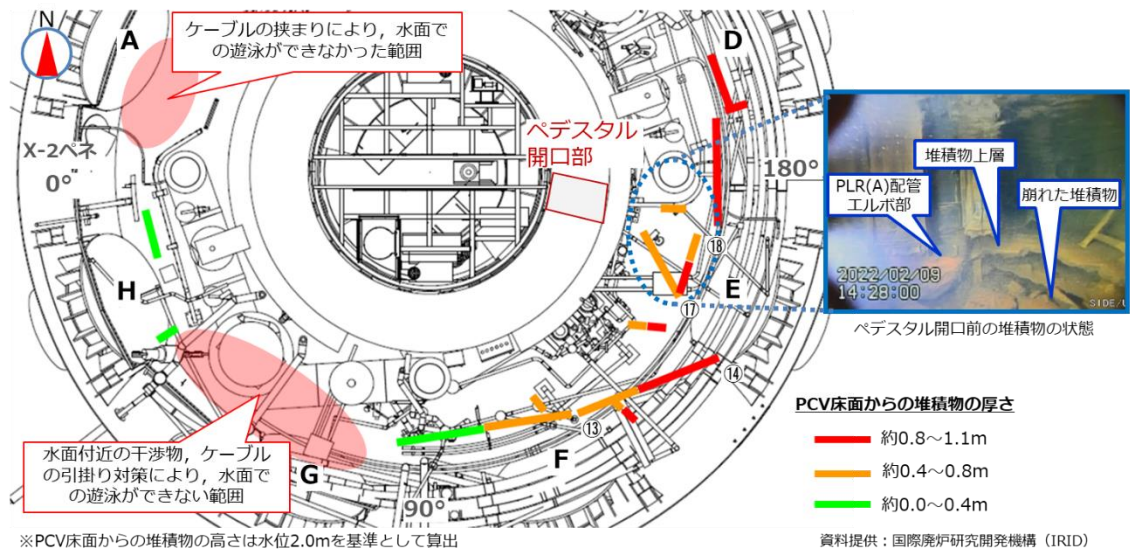 N
A
ケーブルの挟まりにより，水面で
の遊泳ができなかった範囲
D
X-2ペネ
0°
ペデスタル
開口部
180°
堆積物上層
PLR(A)配管
エルボ部
崩れた堆積物
2022/02/09
14:28:00
SIDE/L
ペデスタル開口前の堆積物の状態
H
⑱
E
⑰
⑭
⑬
F
G
90°
水面付近の干渉物，ケーブル
の引掛り対策により，水面で
の遊泳ができない範囲
PCV床面からの堆積物の厚さ
約0.8～1.1m
約0.4～0.8m
約0.0～0.4m
※PCV床面からの堆積物の高さは水位2.0mを基準として算出
資料提供：国際廃炉研究開発機構（IRID）